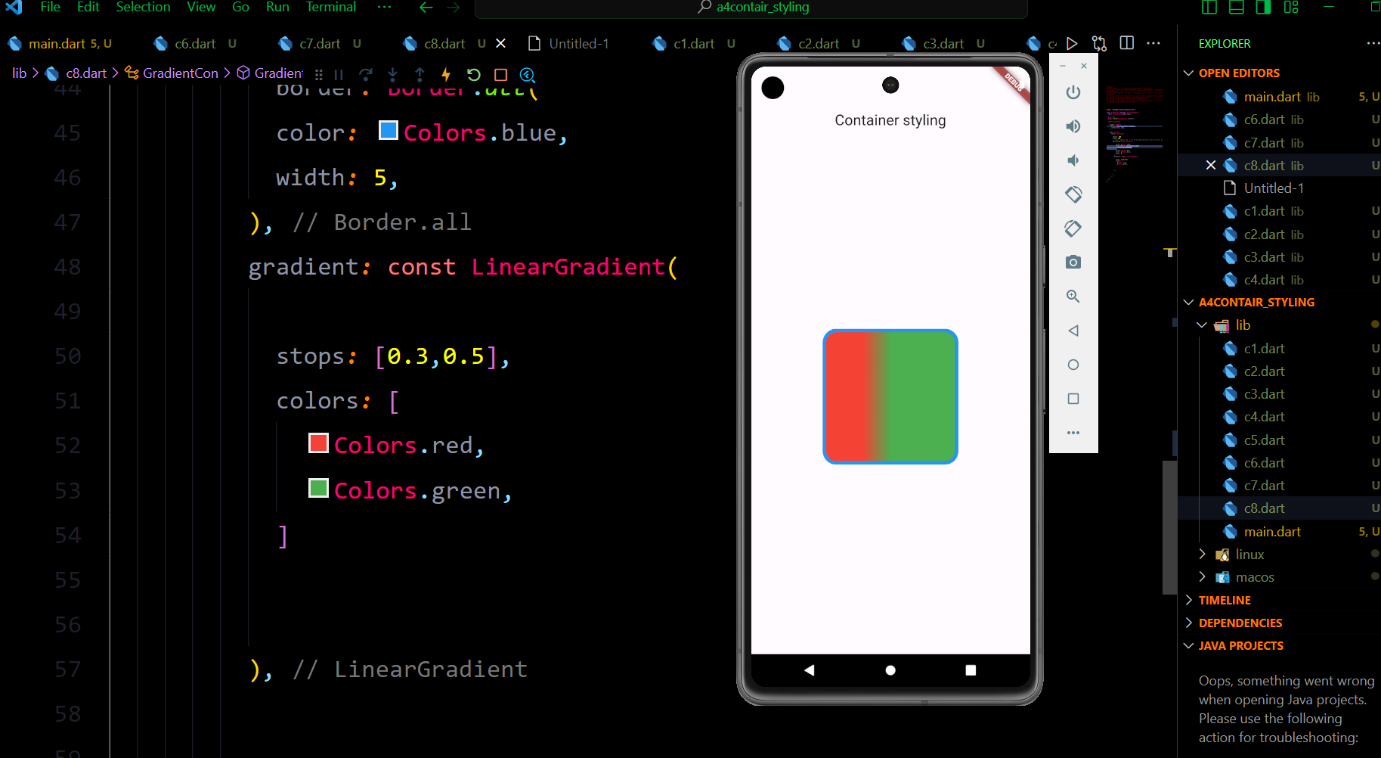 File Edit Selection View Go Run Terminal ··· a4contair_styling
main.dart 5, U c6.dart U c7.dart U c8.dart U Untitled-1 c1.dart U c2.dart U c3.dart U
lib > c8.dart > GradientCon > Gradient
44 border: Border.all(
45 color: Colors.blue,
46 width: 5,
47 ), // Border.all
48 gradient: const LinearGradient(
49
50 stops: [0.3,0.5],
51 colors: [
52 Colors.red,
53 Colors.green,
54 ]
55
56
57 ), // LinearGradient
58
59
DEBUG
Container styling
EXPLORER
OPEN EDITORS
main.dart lib 5, U
c6.dart lib U
c7.dart lib U
c8.dart lib U
Untitled-1
c1.dart lib U
c2.dart lib U
c3.dart lib U
c4.dart lib U
A4CONTAIR_STYLING
lib
c1.dart U
c2.dart U
c3.dart U
c4.dart U
c5.dart U
c6.dart U
c7.dart U
c8.dart U
main.dart 5, U
linux
macos
TIMELINE
DEPENDENCIES
JAVA PROJECTS
Oops, something went wrong
when opening Java projects.
Please use the following
action for troubleshooting: